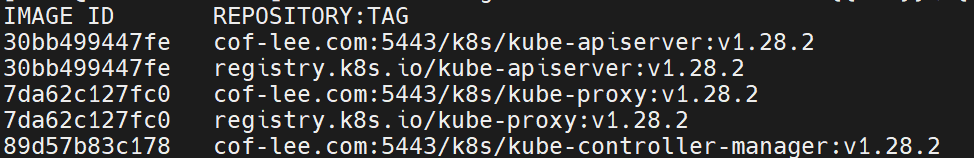 IMAGE ID REPOSITORY:TAG
30bb499447fe cof-lee.com:5443/k8s/kube-apiserver:v1.28.2
30bb499447fe registry.k8s.io/kube-apiserver:v1.28.2
7da62c127fc0 cof-lee.com:5443/k8s/kube-proxy:v1.28.2
7da62c127fc0 registry.k8s.io/kube-proxy:v1.28.2
89d57b83c178 cof-lee.com:5443/k8s/kube-controller-manager:v1.28.2